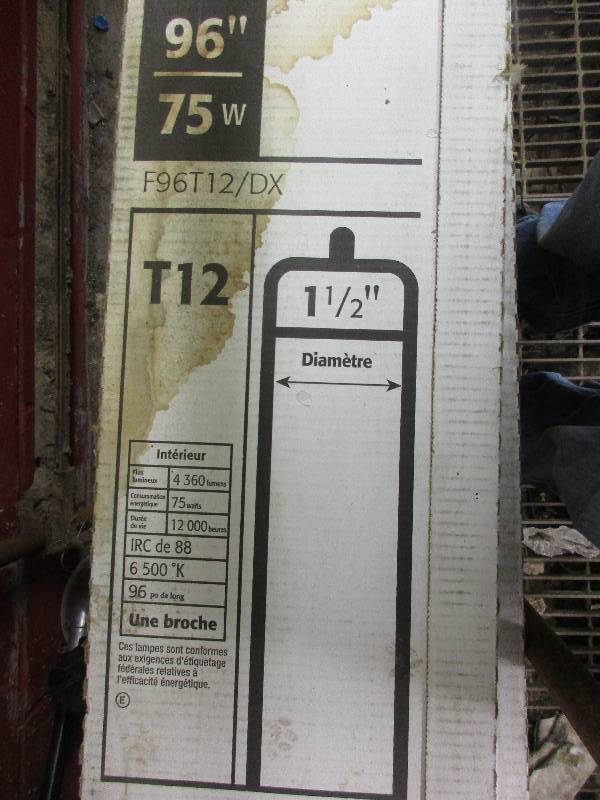 96"
75 W
F96T12/DX
T12
1 1/2"
Diamètre
Intérieur
Flux lumineux 4 360 lumens
Consommation énergétique 75 watts
Durée de vie 12 000 heures
IRC de 88
6 500 °K
96 po de long
Une broche
Ces lampes sont conformes
aux exigences d'étiquetage
fédérales relatives à
l'efficacité énergétique.
E